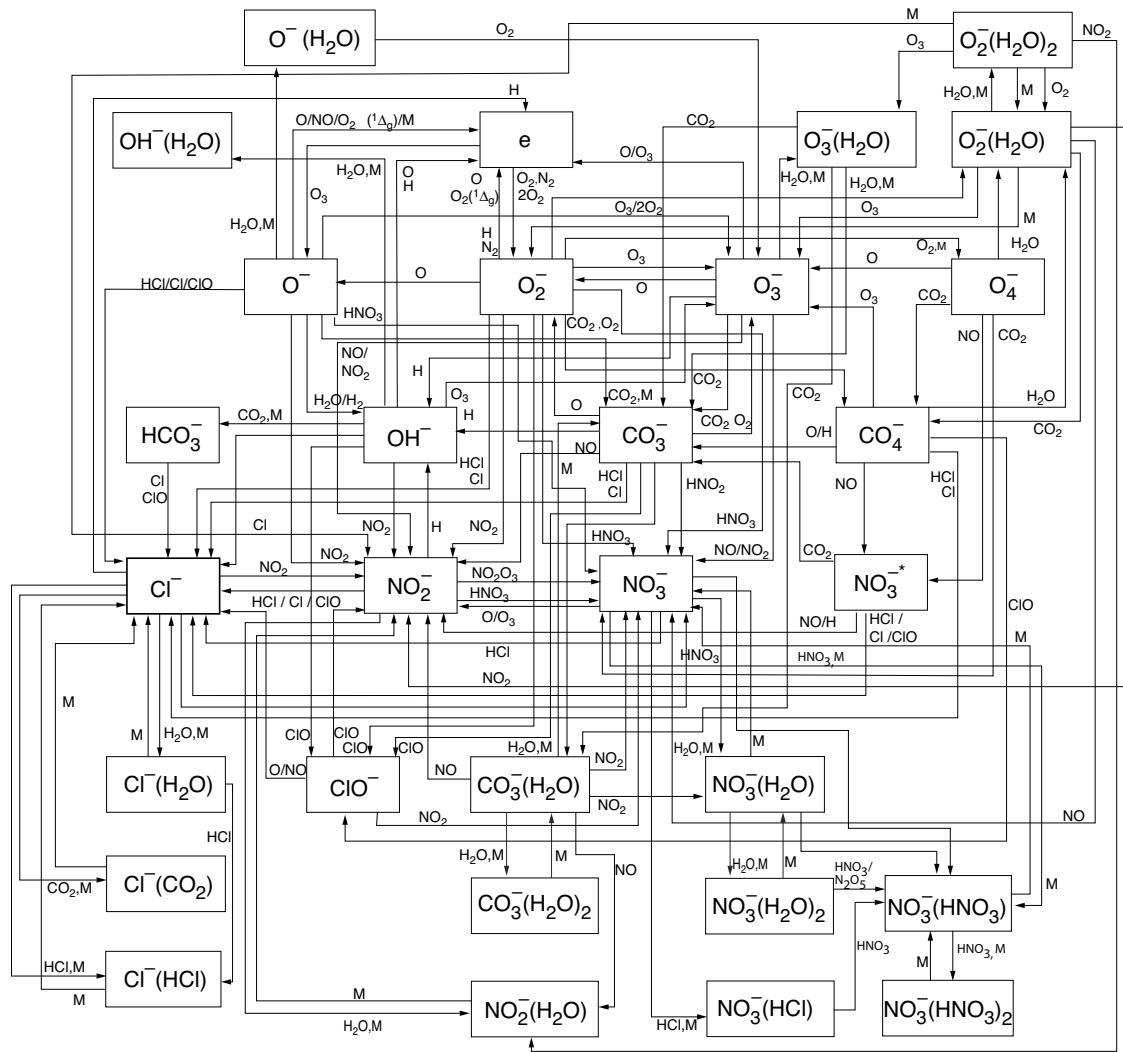 M
NO₂
O⁻(H₂O)
O₂
O₂⁻(H₂O)₂
O₃
H
H₂O,M
M
O₂
O/NO/O₂ (¹Δg)/M
OH⁻(H₂O)
e
CO₂
O₃⁻(H₂O)
O₂⁻(H₂O)
O/O₃
H₂O,M
O
H
O
O₂(¹Δg)
O₂,N₂
2O₂
H₂O,M
H₂O,M
O₃
H₂O,M
O₃/2O₂
O₃
M
H
N₂
O₂,M
H₂O
HCl/Cl/ClO
O⁻
O
O₂⁻
O₃
O
O₃⁻
O
O₄⁻
HNO₃
CO₂,O₂
O₃
CO₂
NO/
NO₂
NO
CO₂
H
CO₂
CO₂
H₂O/H₂
O₃
CO₂,M
H₂O
HCO₃⁻
CO₂,M
OH⁻
H
O
CO₃⁻
CO₂
O₂
O/H
CO₄⁻
CO₂
NO
M
Cl
ClO
HCl
Cl
HCl
Cl
HNO₂
NO
HCl
Cl
Cl
NO₂
H
NO₂
HNO₃
HNO₃
NO₂
NO/NO₂
CO₂
Cl⁻
NO₂
NO₂⁻
NO₂O₃
NO₃⁻
NO₃⁻*
HCl / Cl / ClO
HNO₃
O/O₃
NO/H
HCl /
Cl /ClO
ClO
HCl
HNO₃
HNO₃,M
M
M
NO₂
M
H₂O,M
ClO
ClO
ClO
ClO
H₂O,M
NO₂
H₂O,M
M
Cl⁻(H₂O)
O/NO
ClO⁻
NO
CO₃⁻(H₂O)
NO₂
NO₃⁻(H₂O)
NO₂
NO
HCl
H₂O,M
M
NO
H₂O,M
M
HNO₃/
N₂O₅
M
CO₂,M
Cl⁻(CO₂)
CO₃⁻(H₂O)₂
NO₃⁻(H₂O)₂
NO₃⁻(HNO₃)
HNO₃
HCl,M
Cl⁻(HCl)
M
HNO₃,M
M
M
NO₂⁻(H₂O)
NO₃⁻(HCl)
NO₃⁻(HNO₃)₂
H₂O,M
HCl,M